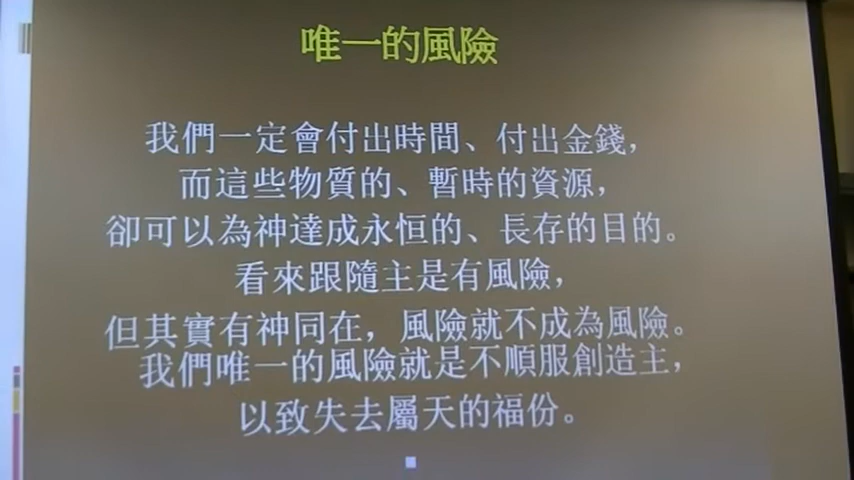 唯一的風險
我們一定會付出時間、付出金錢，
而這些物質的、暫時的資源，
卻可以為神達成永恒的、長存的目的。
看來跟隨主是有風險，
但其實有神同在，風險就不成為風險。
我們唯一的風險就是不順服創造主，
以致失去屬天的福份。